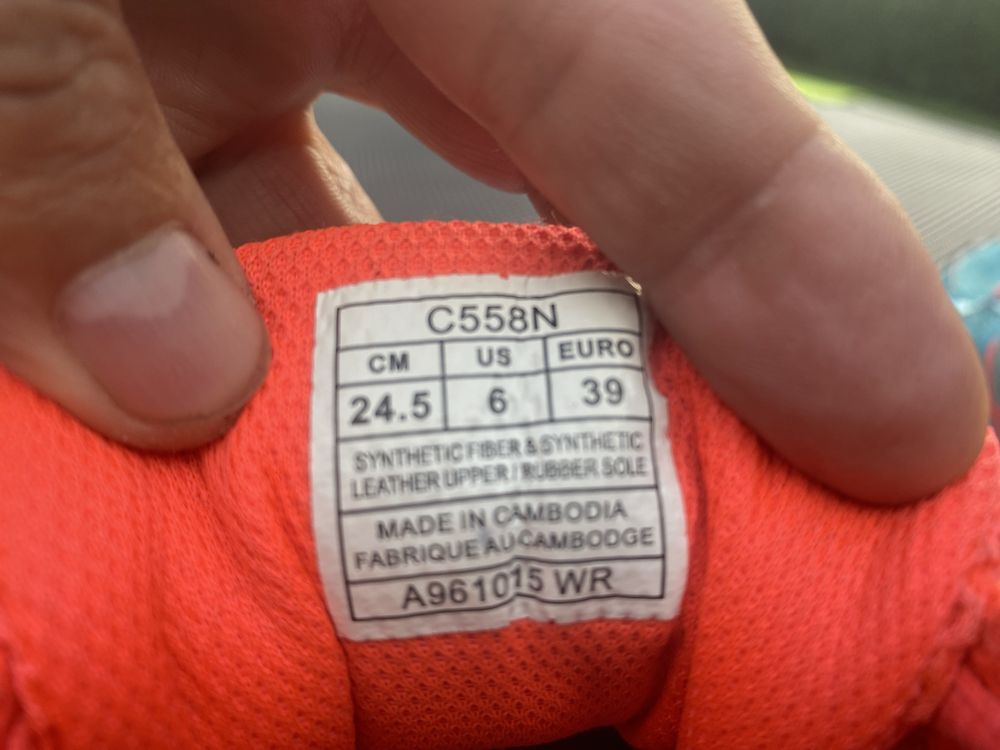 C558N
CM US EURO
24.5 6 39
SYNTHETIC FIBER & SYNTHETIC
LEATHER UPPER / RUBBER SOLE
MADE IN CAMBODIA
FABRIQUE AU CAMBODGE
A961015 WR